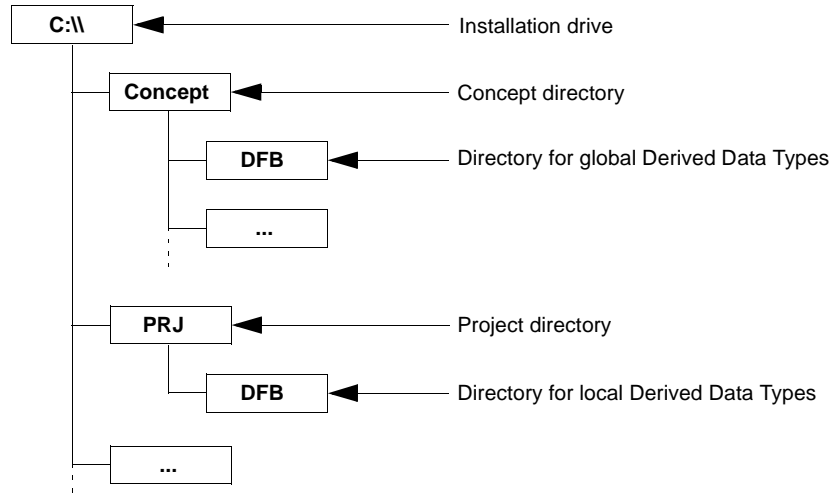 C:\\ Installation drive
Concept Concept directory
DFB Directory for global Derived Data Types
...
PRJ Project directory
DFB Directory for local Derived Data Types
...